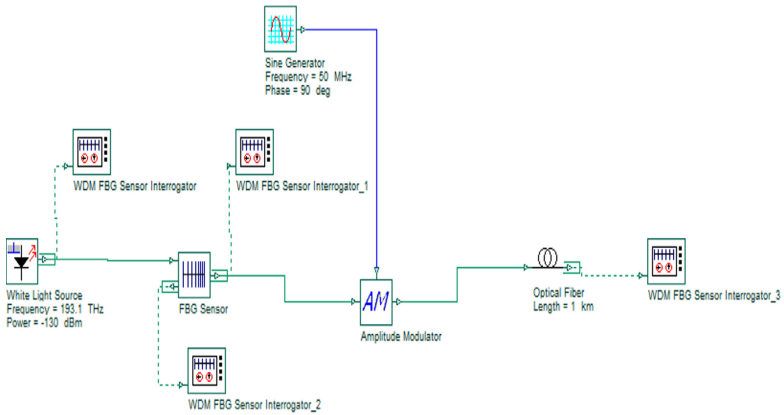 Sine Generator
Frequency = 50 MHz
Phase = 90 deg
WDM FBG Sensor Interrogator
WDM FBG Sensor Interrogator_1
White Light Source
Frequency = 193.1 THz
Power = -130 dBm
FBG Sensor
AM
Amplitude Modulator
Optical Fiber
Length = 1 km
WDM FBG Sensor Interrogator_3
WDM FBG Sensor Interrogator_2